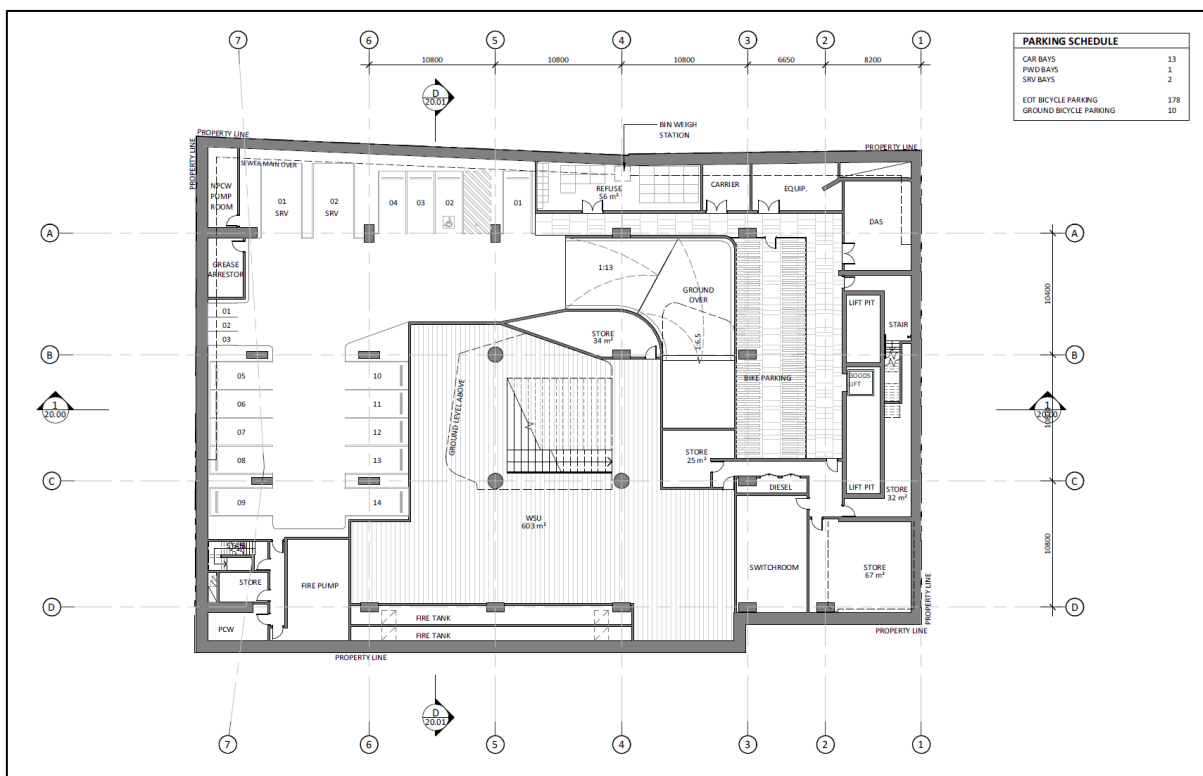 PARKING SCHEDULE
CAR BAYS 13
PWD BAYS 1
SRV BAYS 2
EOT BICYCLE PARKING 178
GROUND BICYCLE PARKING 10
7
6
5
4
3
2
1
10800
10800
10800
6650
8200
D
20.01
BIN WEIGH
STATION
PROPERTY LINE
PROPERTY LINE
PROPERTY LINE
SEWER MAIN OVER
NPCW
PUMP
ROOM
01
SRV
02
SRV
04
03
02
01
REFUSE
56 m²
CARRIER
EQUIP.
DAS
A
A
GREASE
ARRESTOR
1:13
GROUND
OVER
10400
LIFT PIT
STAIR
01
02
03
STORE
34 m²
1:6.5
B
B
GROUND LEVEL ABOVE
BIKE PARKING
GOODS
LIFT
05
06
07
08
09
10
11
12
13
14
1
20.00
1
20.00
STORE
25 m²
C
C
DIESEL
LIFT PIT
STORE
32 m²
WSU
603 m²
10800
STAIR
STORE
FIRE PUMP
SWITCHROOM
STORE
67 m²
D
D
FIRE TANK
FIRE TANK
PCW
PROPERTY LINE
PROPERTY LINE
PROPERTY LINE
D
20.01
7
6
5
4
3
2
1